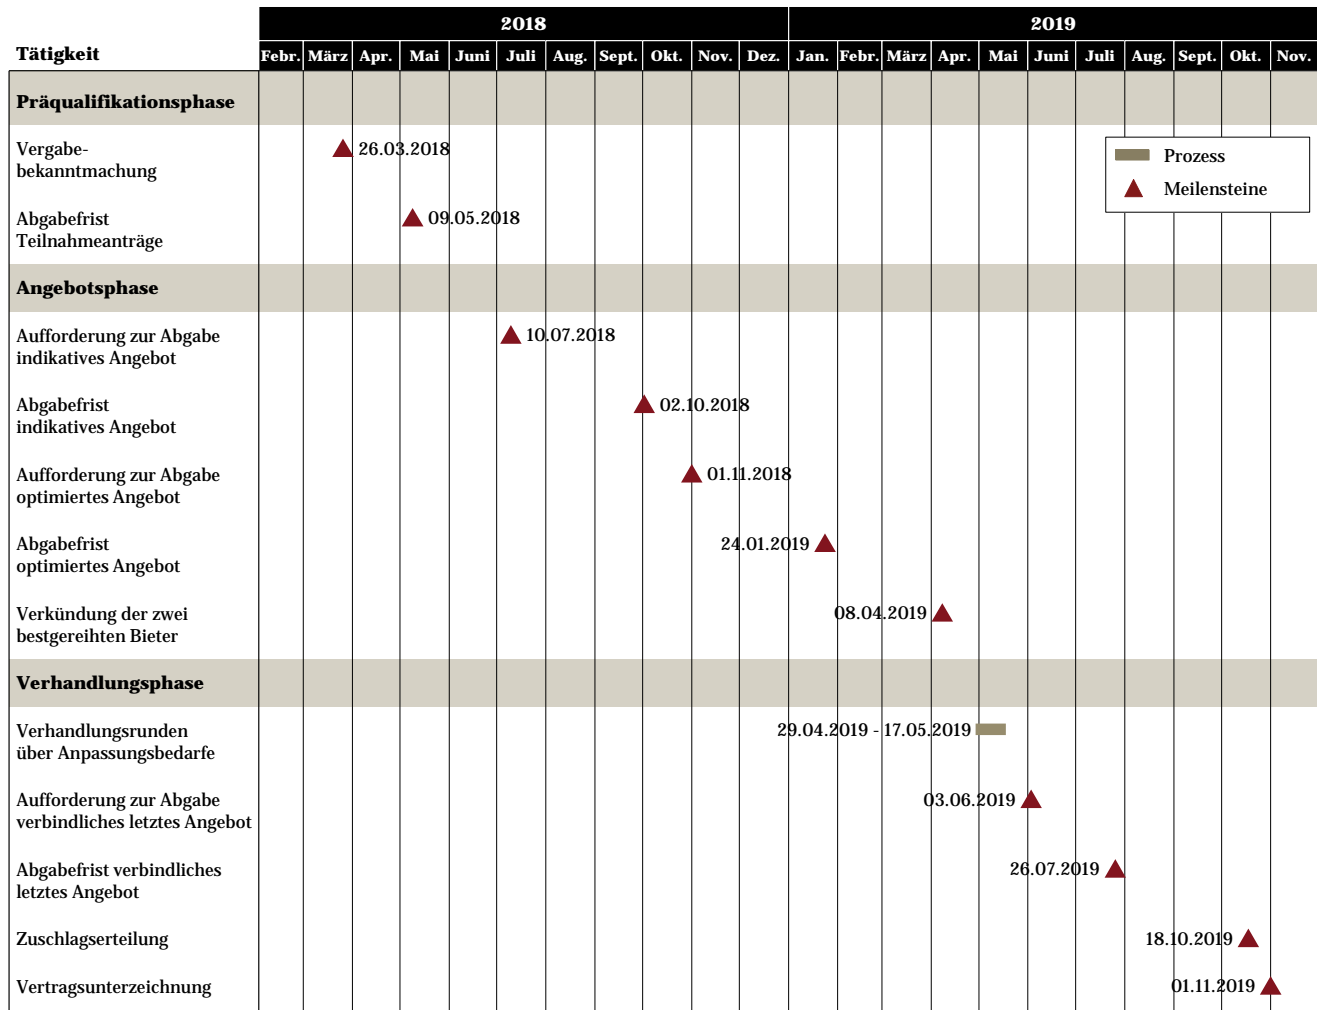 2018
2019
Tätigkeit
Febr. März Apr. Mai Juni Juli Aug. Sept. Okt. Nov. Dez. Jan. Febr. März Apr. Mai Juni Juli Aug. Sept. Okt. Nov.
Präqualifikationsphase
Vergabe-
bekanntmachung
26.03.2018
Prozess
Meilensteine
Abgabefrist
Teilnahmeanträge
09.05.2018
Angebotsphase
Aufforderung zur Abgabe
indikatives Angebot
10.07.2018
Abgabefrist
indikatives Angebot
02.10.2018
Aufforderung zur Abgabe
optimiertes Angebot
01.11.2018
Abgabefrist
optimiertes Angebot
24.01.2019
Verkündung der zwei
bestgereihten Bieter
08.04.2019
Verhandlungsphase
Verhandlungsrunden
über Anpassungsbedarfe
29.04.2019 - 17.05.2019
Aufforderung zur Abgabe
verbindliches letztes Angebot
03.06.2019
Abgabefrist verbindliches
letztes Angebot
26.07.2019
Zuschlagserteilung
18.10.2019
Vertragsunterzeichnung
01.11.2019